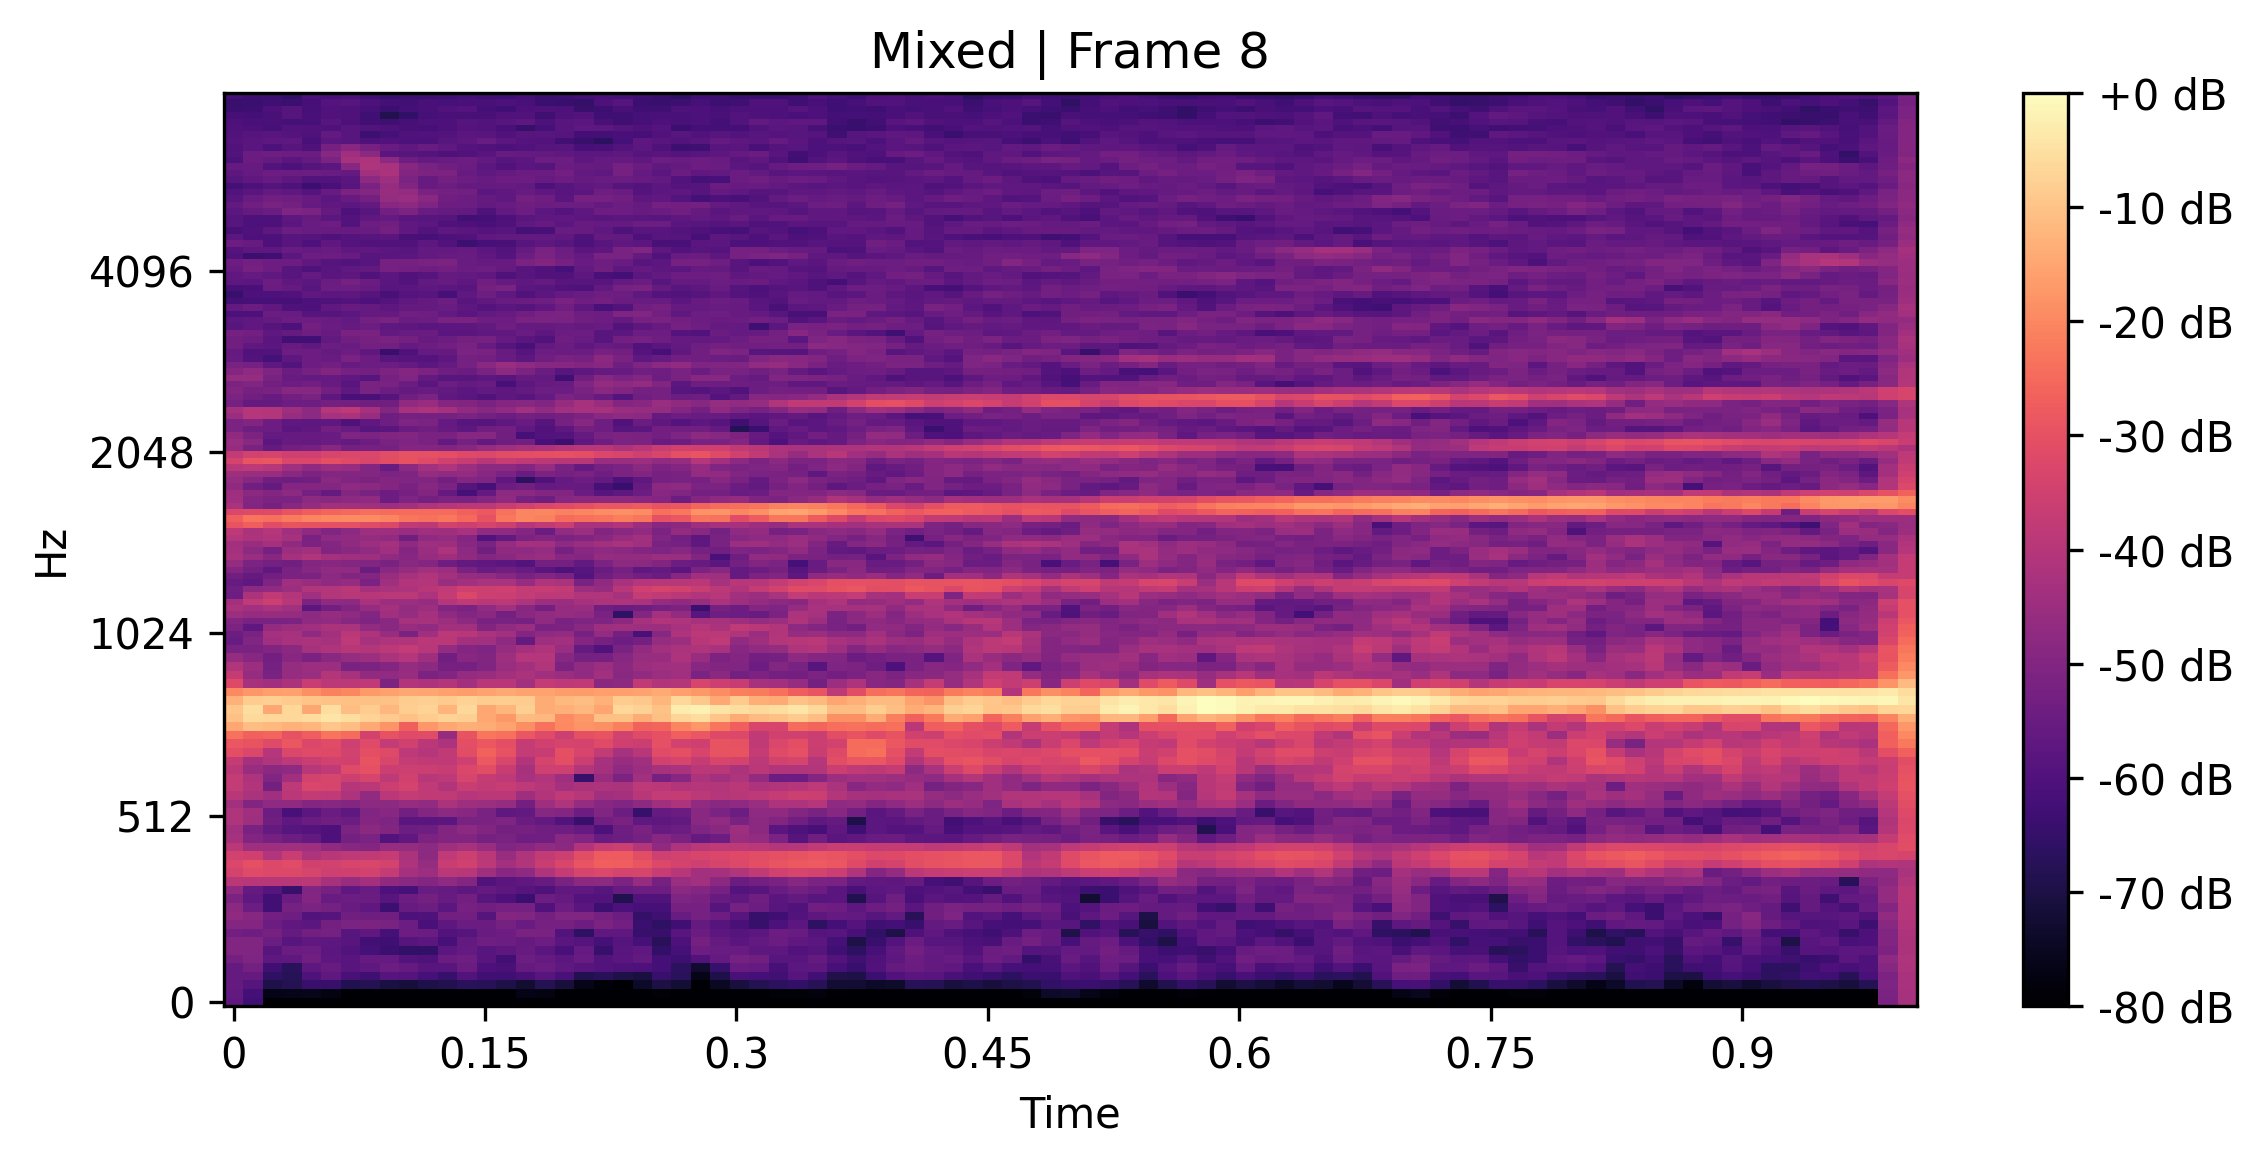 Mixed | Frame 8
+0 dB
-10 dB
-20 dB
-30 dB
-40 dB
-50 dB
-60 dB
-70 dB
-80 dB
Hz
4096
2048
1024
512
0
0
0.15
0.3
0.45
0.6
0.75
0.9
Time